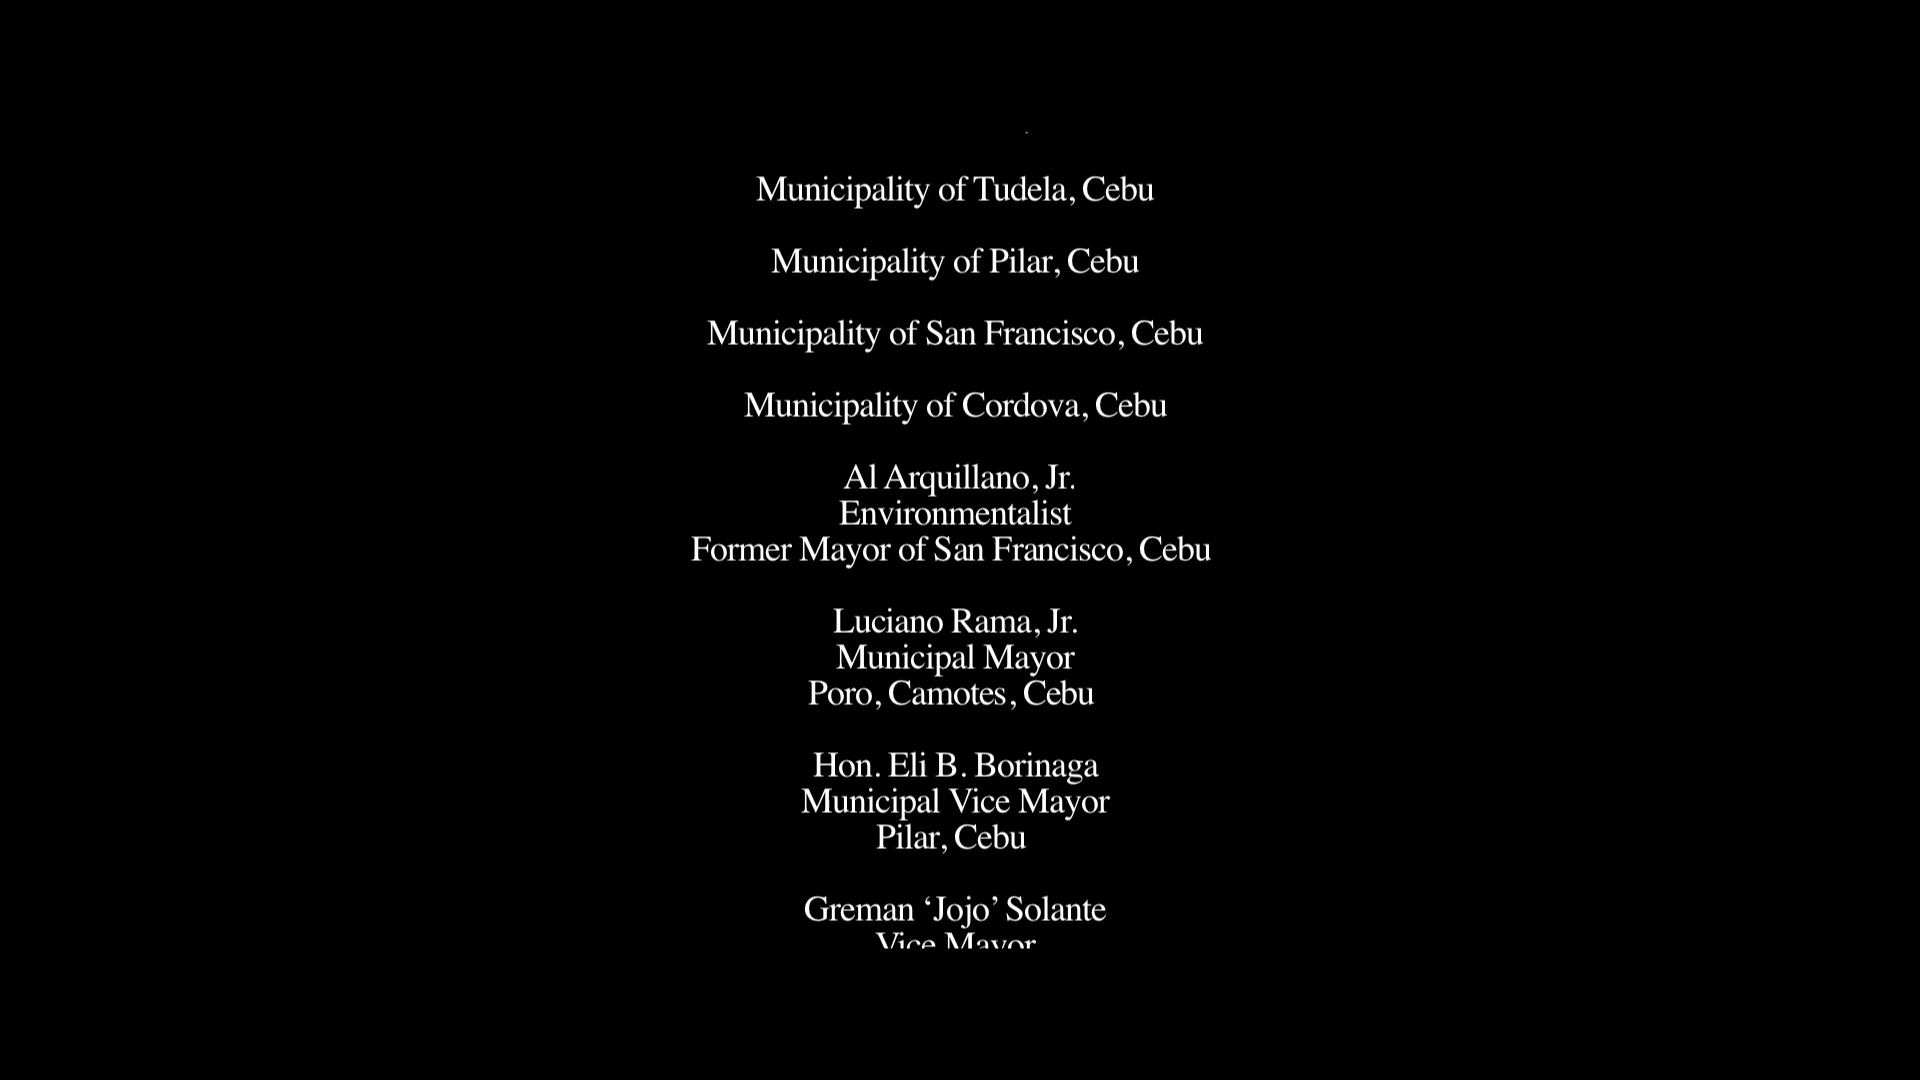 Municipality of Tudela, Cebu
Municipality of Pilar, Cebu
Municipality of San Francisco, Cebu
Municipality of Cordova, Cebu
Al Arquillano, Jr.
Environmentalist
Former Mayor of San Francisco, Cebu
Luciano Rama, Jr.
Municipal Mayor
Poro, Camotes, Cebu
Hon. Eli B. Borinaga
Municipal Vice Mayor
Pilar, Cebu
Greman ‘Jojo’ Solante
Vice Mayor